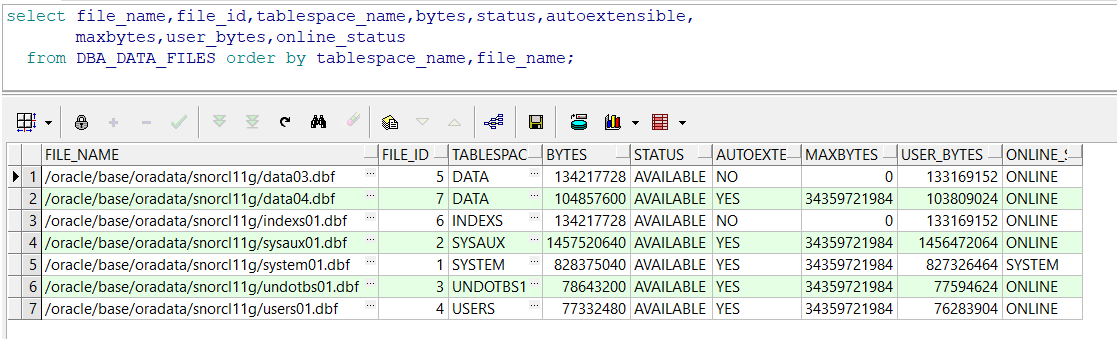 select file_name,file_id,tablespace_name,bytes,status,autoextensible,
maxbytes,user_bytes,online_status
from DBA_DATA_FILES order by tablespace_name,file_name;
FILE_NAME FILE_ID TABLESPAC BYTES STATUS AUTOEXTE MAXBYTES USER_BYTES ONLINE_S
1 /oracle/base/oradata/snorcl11g/data03.dbf ... 5 DATA ... 134217728 AVAILABLE NO 0 133169152 ONLINE
2 /oracle/base/oradata/snorcl11g/data04.dbf ... 7 DATA ... 104857600 AVAILABLE YES 34359721984 103809024 ONLINE
3 /oracle/base/oradata/snorcl11g/indexs01.dbf ... 6 INDEXS ... 134217728 AVAILABLE NO 0 133169152 ONLINE
4 /oracle/base/oradata/snorcl11g/sysaux01.dbf ... 2 SYSAUX ... 1457520640 AVAILABLE YES 34359721984 1456472064 ONLINE
5 /oracle/base/oradata/snorcl11g/system01.dbf ... 1 SYSTEM ... 828375040 AVAILABLE YES 34359721984 827326464 SYSTEM
6 /oracle/base/oradata/snorcl11g/undotbs01.dbf ... 3 UNDOTBS1 ... 78643200 AVAILABLE YES 34359721984 77594624 ONLINE
7 /oracle/base/oradata/snorcl11g/users01.dbf ... 4 USERS ... 77332480 AVAILABLE YES 34359721984 76283904 ONLINE